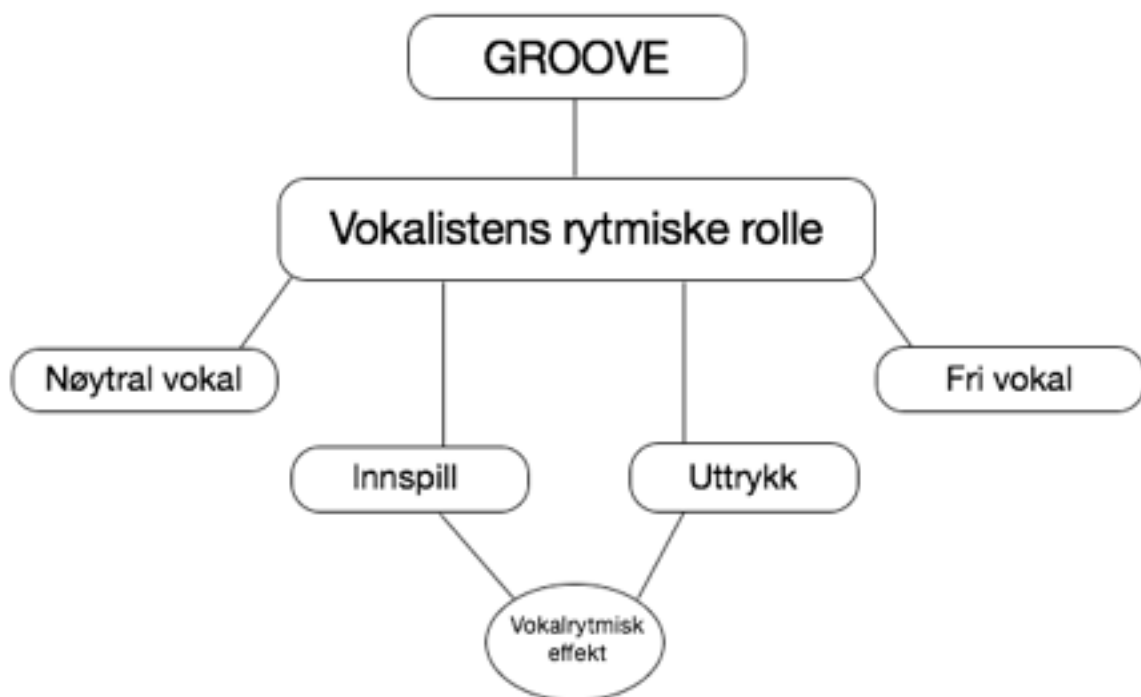 GROOVE
Vokalistens rytmiske rolle
Nøytral vokal
Fri vokal
Innspill
Uttrykk
Vokalrytmisk
effekt